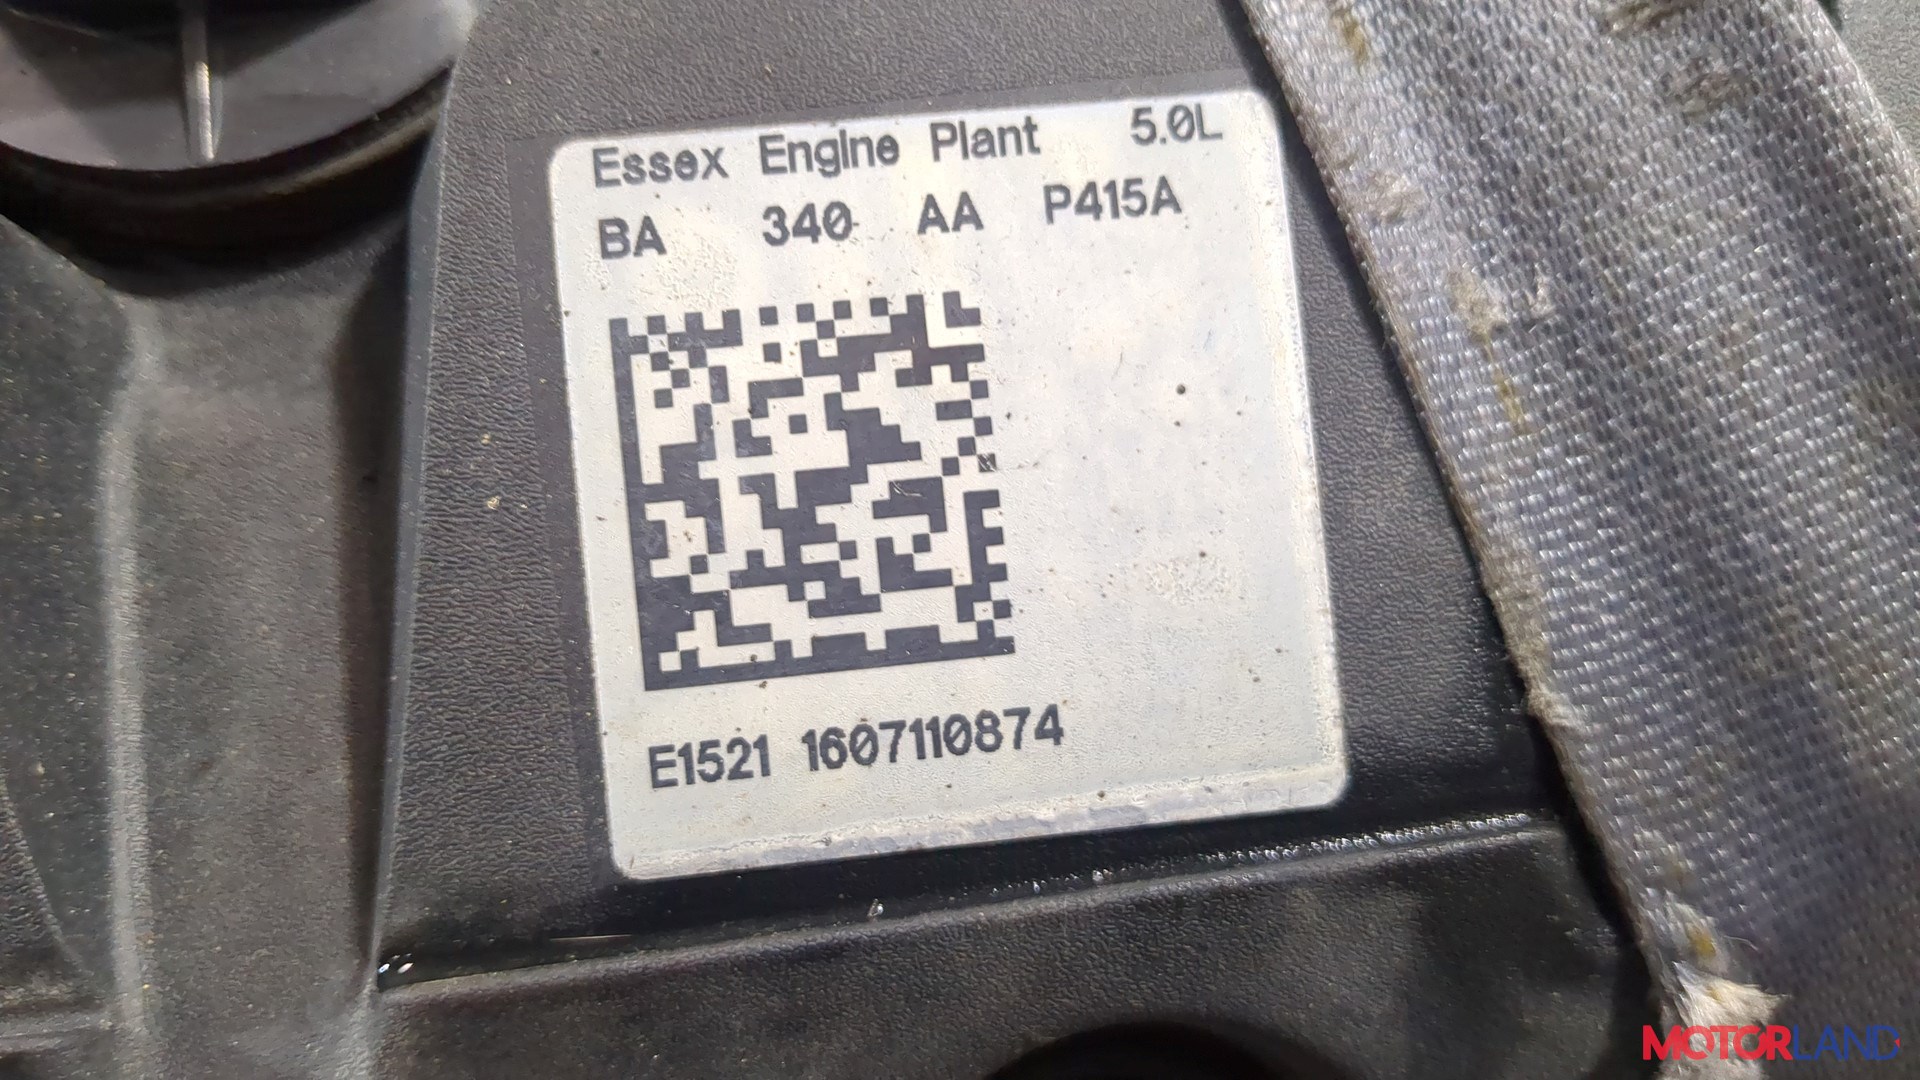 Essex Engine Plant 5.0L
BA 340 AA P415A
E1521 1607110874
MOTORLAND